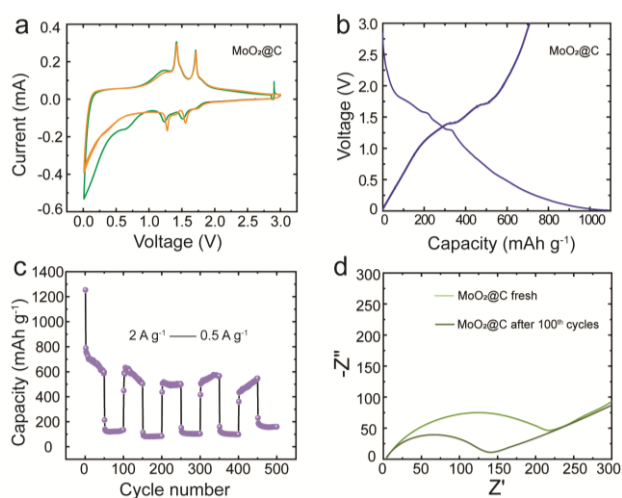 a
MoO₂@C
Current (mA)
0.4
0.2
0.0
-0.2
-0.4
-0.6
0.0 0.5 1.0 1.5 2.0 2.5 3.0
Voltage (V)
b
MoO₂@C
Voltage (V)
3.0
2.5
2.0
1.5
1.0
0.5
0.0
0 200 400 600 800 1000
Capacity (mAh g⁻¹)
c
2 A g⁻¹ —— 0.5 A g⁻¹
Capacity (mAh g⁻¹)
1400
1200
1000
800
600
400
200
0
0 100 200 300 400 500
Cycle number
d
MoO₂@C fresh
MoO₂@C after 100ᵗʰ cycles
-Z"
300
250
200
150
100
50
0
0 50 100 150 200 250 300
Z'